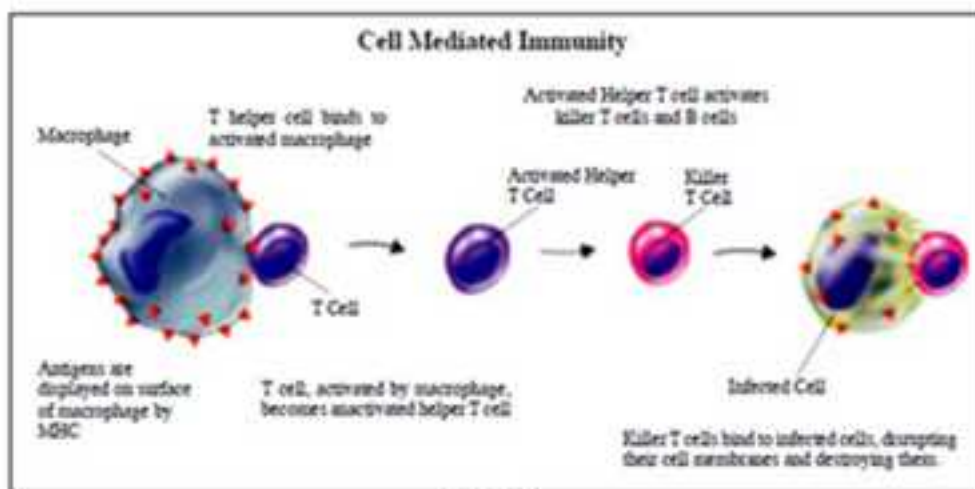 Cell Mediated Immunity
Macrophage
T helper cell binds to
activated macrophage
Activated Helper T cell activates
killer T cells and B cells
Activated Helper
T Cell
Killer
T Cell
T Cell
Antigens are
displayed on surface
of macrophage by
MHC
T cell, activated by macrophage,
becomes anactivated helper T cell
Infected Cell
Killer T cells bind to infected cells, disrupting
their cell membranes and destroying them.